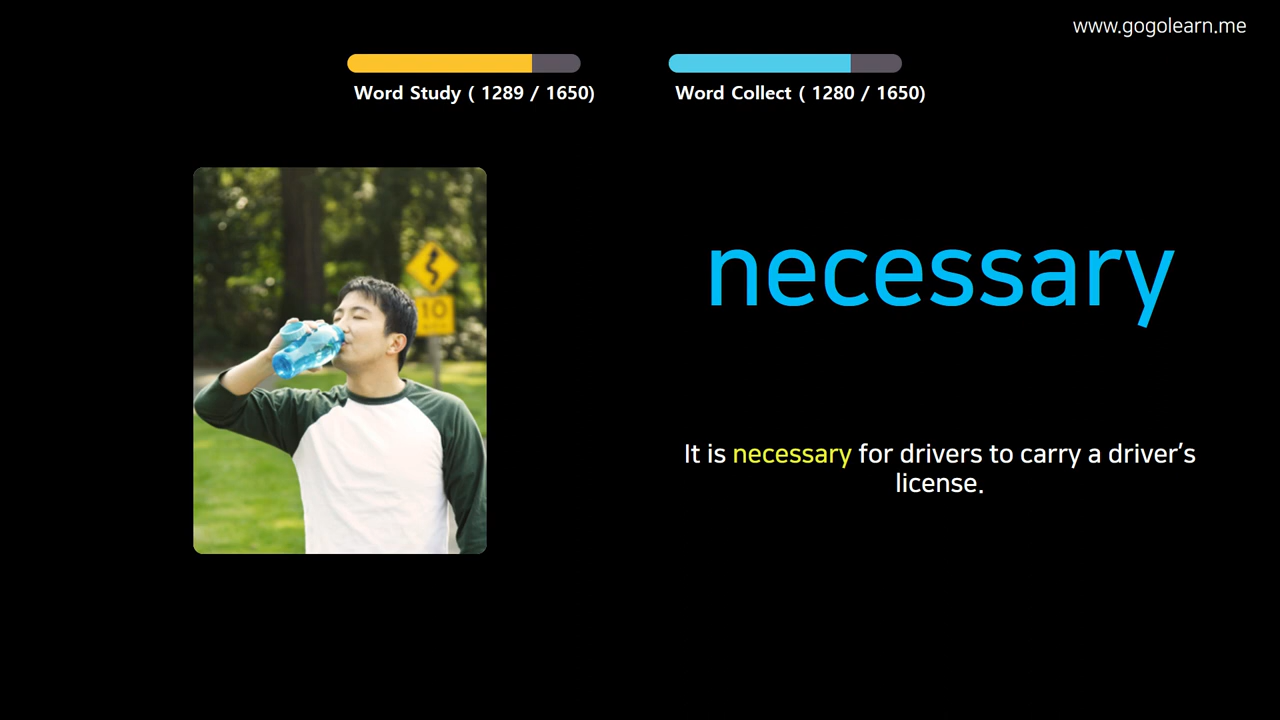 www.gogolearn.me
Word Study ( 1289 / 1650)
Word Collect ( 1280 / 1650)
10
necessary
It is necessary for drivers to carry a driver's
license.